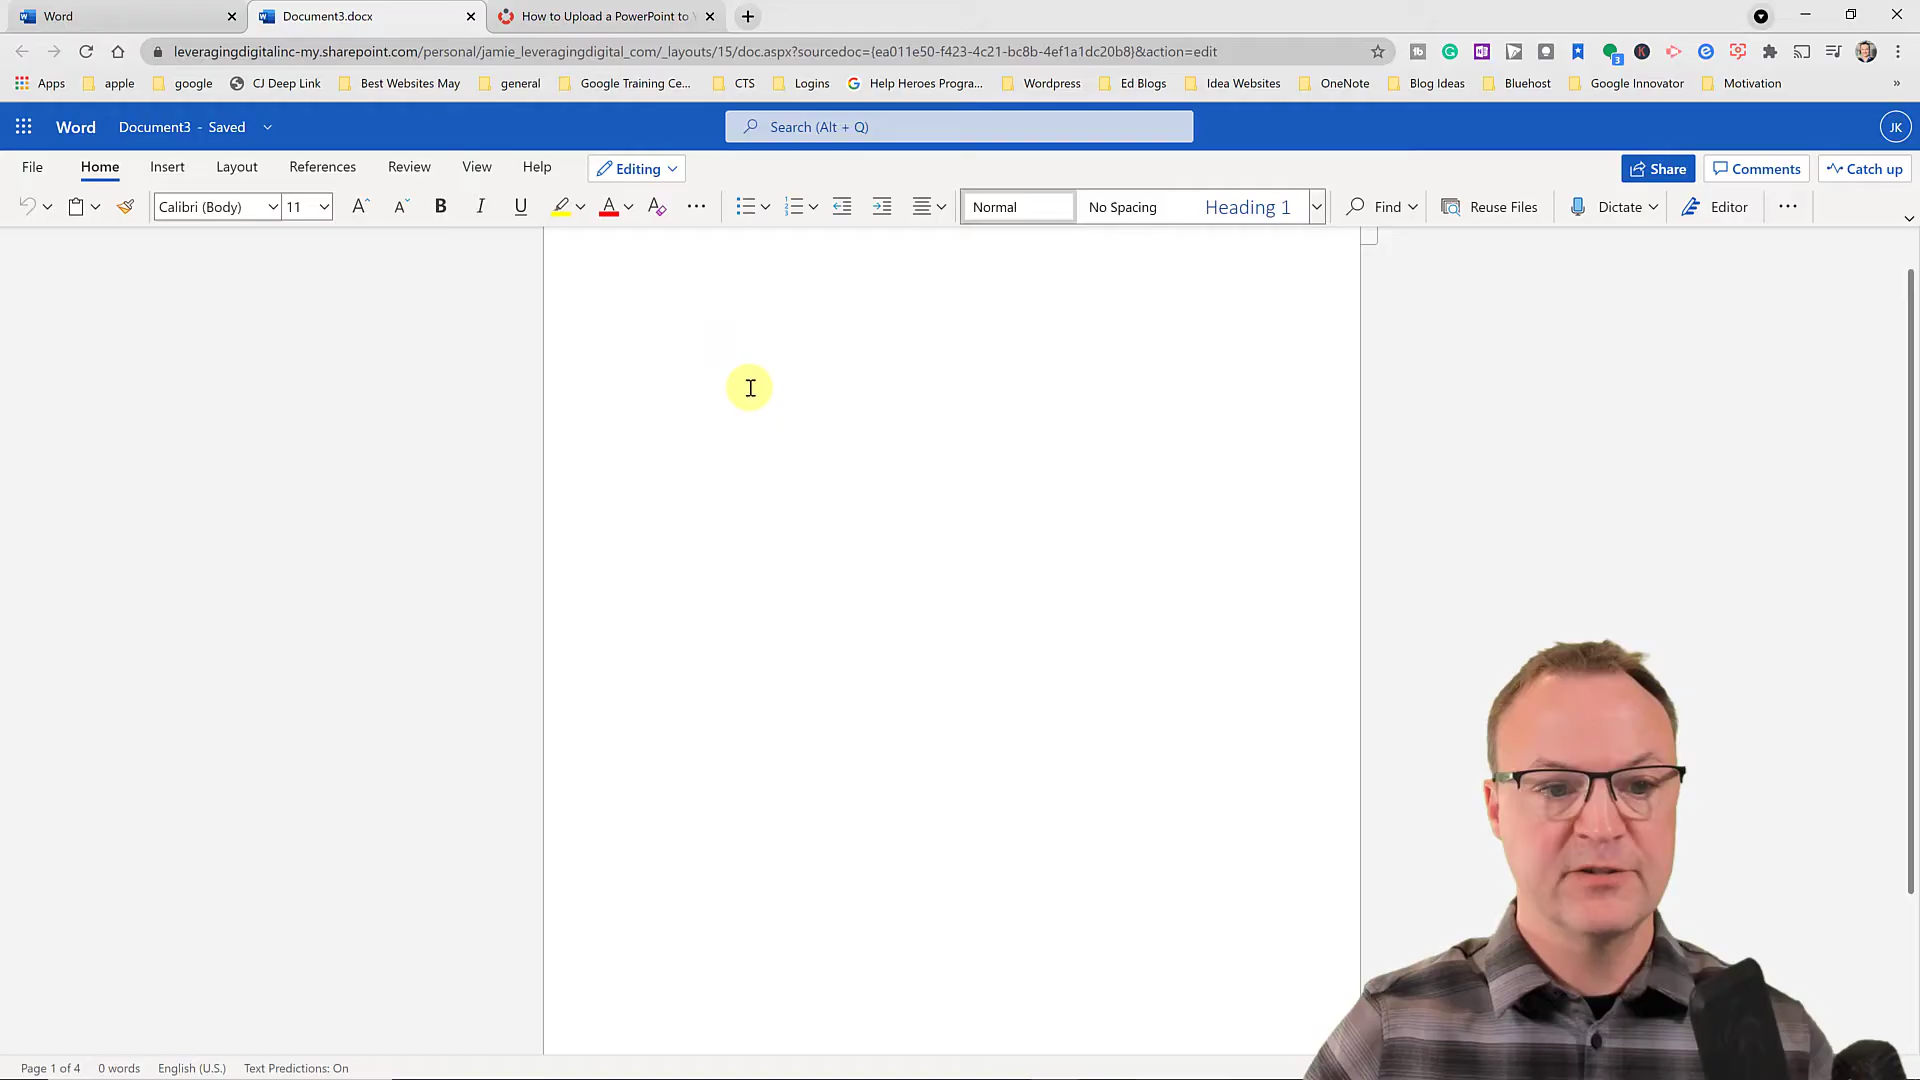 Word
Document3.docx
How to Upload a PowerPoint to
leveragingdigitalinc-my.sharepoint.com/personal/jamie_leveragingdigital_com/_layouts/15/doc.aspx?sourcedoc={ea011e50-f423-4c21-bc8b-4ef1a1dc20b8}&action=edit
Apps apple google CJ Deep Link Best Websites May general Google Training Ce... CTS Logins Help Heroes Progra... Wordpress Ed Blogs Idea Websites OneNote Blog Ideas Bluehost Google Innovator Motivation »
Word Document3 - Saved Search (Alt + Q) JK
File Home Insert Layout References Review View Help Editing Share Comments Catch up
Calibri (Body) 11 A A B I U A A Normal No Spacing Heading 1 Find Reuse Files Dictate Editor
Page 1 of 4 0 words English (U.S.) Text Predictions: On